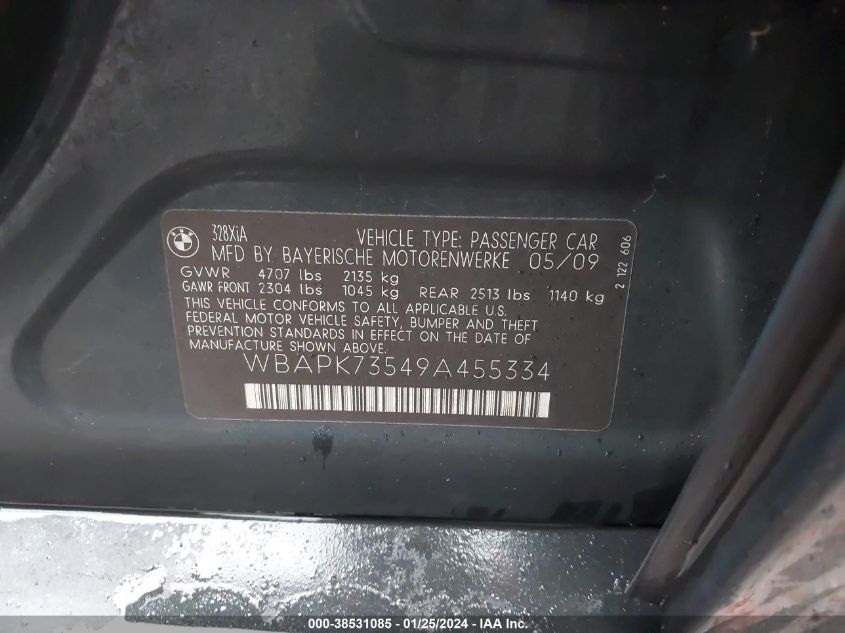 BMW
328XiA
VEHICLE TYPE: PASSENGER CAR
MFD BY BAYERISCHE MOTORENWERKE 05/09
GVWR 4707 lbs 2135 kg
GAWR FRONT 2304 lbs 1045 kg REAR 2513 lbs 1140 kg
THIS VEHICLE CONFORMS TO ALL APPLICABLE U.S.
FEDERAL MOTOR VEHICLE SAFETY, BUMPER AND THEFT
PREVENTION STANDARDS IN EFFECT ON THE DATE OF
MANUFACTURE SHOWN ABOVE.
WBAPK73549A455334
2 122 606
000-38531085 / 01/25/2024 - IAA, Inc.